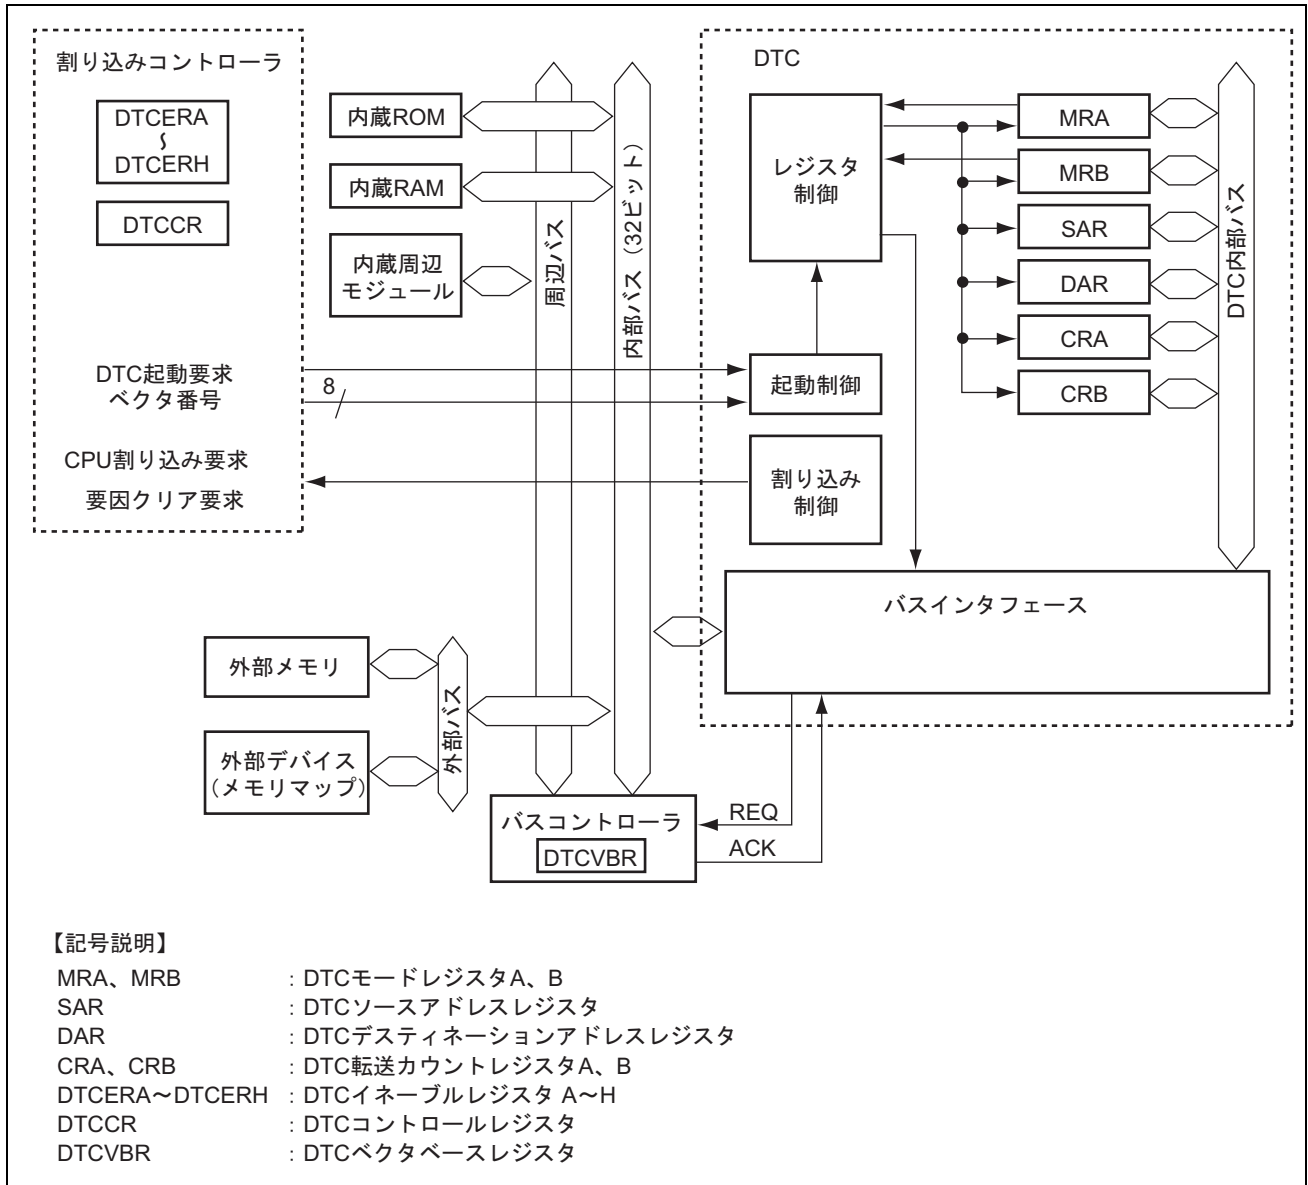 割り込みコントローラ
DTCERA
～
DTCERH
DTCCR
DTC起動要求
ベクタ番号
8
CPU割り込み要求
要因クリア要求
内蔵ROM
内蔵RAM
内蔵周辺
モジュール
周辺バス
内部バス（32ビット）
DTC
レジスタ
制御
起動制御
割り込み
制御
MRA
MRB
SAR
DAR
CRA
CRB
DTC内部バス
バスインタフェース
外部メモリ
外部デバイス
（メモリマップ）
外部バス
バスコントローラ
DTCVBR
REQ
ACK
【記号説明】
MRA、MRB : DTCモードレジスタA、B
SAR : DTCソースアドレスレジスタ
DAR : DTCデスティネーションアドレスレジスタ
CRA、CRB : DTC転送カウントレジスタA、B
DTCERA～DTCERH : DTCイネーブルレジスタ A～H
DTCCR : DTCコントロールレジスタ
DTCVBR : DTCベクタベースレジスタ